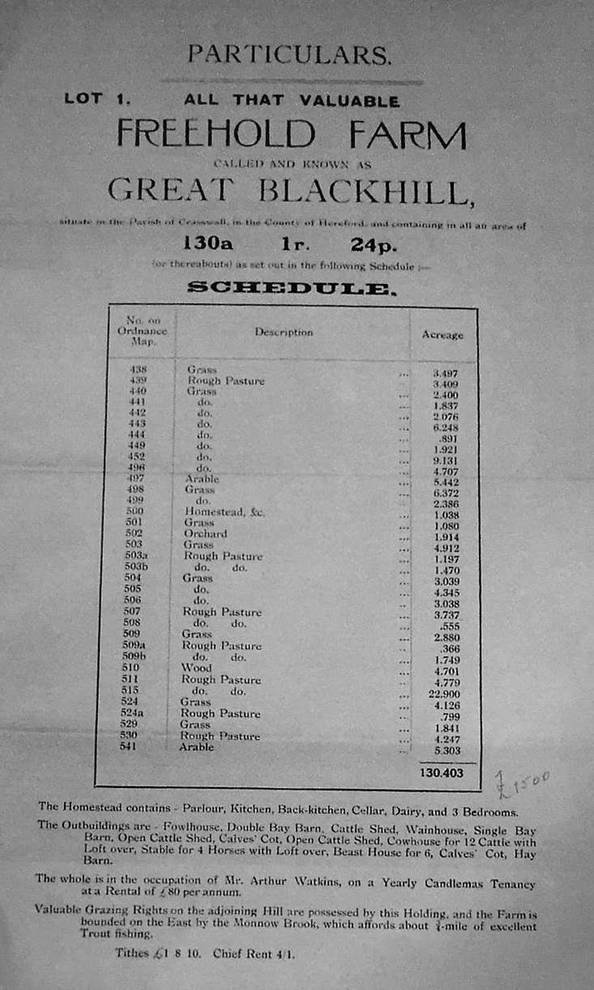 PARTICULARS.
LOT 1. ALL THAT VALUABLE
FREEHOLD FARM
CALLED AND KNOWN AS
GREAT BLACKHILL,
situate in the Parish of Craswall, in the County of Hereford, and containing in all an area of
130a 1r. 24p.
(or thereabouts) as set out in the following Schedule :—
SCHEDULE.
No. on Ordnance Map. Description Acreage
438 Grass ... 3.497
439 Rough Pasture ... 3.409
440 Grass ... 2.400
441 do. ... 1.837
442 do. ... 2.076
443 do. ... 6.248
444 do. ... .891
449 do. ... 1.921
452 do. ... 9.131
496 do. ... 4.707
497 Arable ... 5.442
498 Grass ... 6.372
499 do. ... 2.386
500 Homestead, &c. ... 1.038
501 Grass ... 1.080
502 Orchard ... 1.914
503 Grass ... 4.912
503a Rough Pasture ... 1.197
503b do. do. ... 1.470
504 Grass ... 3.039
505 do. ... 4.345
506 do. ... 3.038
507 Rough Pasture ... 3.737
508 do. do. ... .555
509 Grass ... 2.880
509a Rough Pasture ... .366
509b do. do. ... 1.749
510 Wood ... 4.701
511 Rough Pasture ... 4.779
515 do. do. ... 22.900
524 Grass ... 4.126
524a Rough Pasture ... .799
529 Grass ... 1.841
530 Rough Pasture ... 4.247
541 Arable ... 5.303
130.403
£1500
The Homestead contains - Parlour, Kitchen, Back-kitchen, Cellar, Dairy, and 3 Bedrooms.
The Outbuildings are - Fowlhouse, Double Bay Barn, Cattle Shed, Wainhouse, Single Bay
Barn, Open Cattle Shed, Calves' Cot, Open Cattle Shed, Cowhouse for 12 Cattle with
Loft over, Stable for 4 Horses with Loft over, Beast House for 6, Calves' Cot, Hay
Barn.
The whole is in the occupation of Mr. Arthur Watkins, on a Yearly Candlemas Tenancy
at a Rental of £80 per annum.
Valuable Grazing Rights on the adjoining Hill are possessed by this Holding, and the Farm is
bounded on the East by the Monnow Brook, which affords about -mile of excellent
Trout fishing.
Tithes £1 8 10. Chief Rent 4/1.